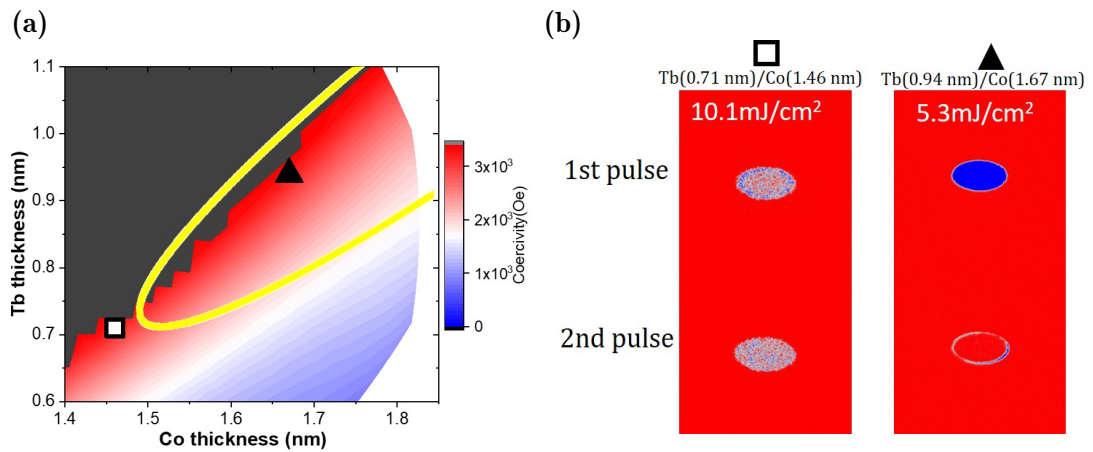 (a)
Tb thickness (nm)
1.1
1.0
0.9
0.8
0.7
0.6
1.4
1.5
1.6
1.7
1.8
Co thickness (nm)
3x10³
2x10³
1x10³
0
Coercivity(Oe)
(b)
Tb(0.71 nm)/Co(1.46 nm)
Tb(0.94 nm)/Co(1.67 nm)
10.1mJ/cm²
5.3mJ/cm²
1st pulse
2nd pulse